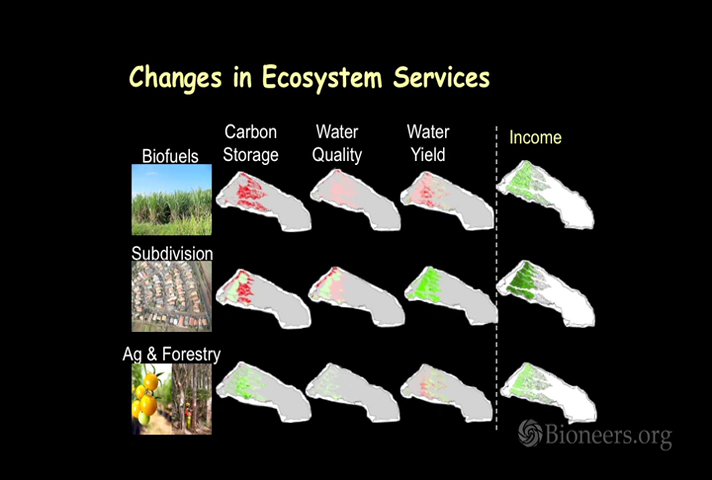 Changes in Ecosystem Services
Carbon
Storage
Water
Quality
Water
Yield
Income
Biofuels
Subdivision
Ag & Forestry
Bioneers.org